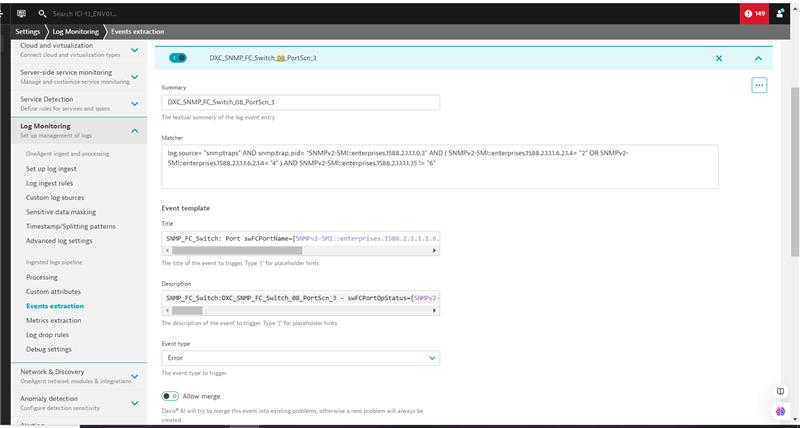 Search ICI-13_ENV01...
149
Settings
Log Monitoring
Events extraction
Cloud and virtualization
Connect cloud and virtualization types
Server-side service monitoring
Manage and customize service monitoring
Service Detection
Define rules for services and spans
Log Monitoring
Set up management of logs
OneAgent ingest and processing
Set up log ingest
Log ingest rules
Custom log sources
Sensitive data masking
Timestamp/Splitting patterns
Advanced log settings
Ingested logs pipeline
Processing
Custom attributes
Events extraction
Metrics extraction
Log drop rules
Debug settings
Network & Discovery
OneAgent network modules & integrations
Anomaly detection
Configure detection sensitivity
Alerting
DXC_SNMP_FC_Switch_08_PortScn_3
Summary
DXC_SNMP_FC_Switch_08_PortScn_3
The textual summary of the log event entry
Matcher
log.source= "snmptraps" AND snmp.trap_oid= "SNMPv2-SMI::enterprises.1588.2.1.1.1.0.3" AND ( SNMPv2-SMI::enterprises.1588.2.1.1.1.6.2.1.4= "2" OR SNMPv2-
SMI::enterprises.1588.2.1.1.1.6.2.1.4= "4" ) AND SNMPv2-SMI::enterprises.1588.2.1.1.1.1.35 != "6"
Event template
Title
SNMP_FC_Switch: Port swFCPortName={SNMPv2-SMI::enterprises.1588.2.1.1.1.6.
The title of the event to trigger. Type '{' for placeholder hints.
Description
SNMP_FC_Switch:DXC_SNMP_FC_Switch_08_PortScn_3 - swFCPortOpStatus={SNMPv2-
The description of the event to trigger. Type '{' for placeholder hints.
Event type
Error
The event type to trigger.
Allow merge
Davis® AI will try to merge this event into existing problems, otherwise a new problem will always be
created.